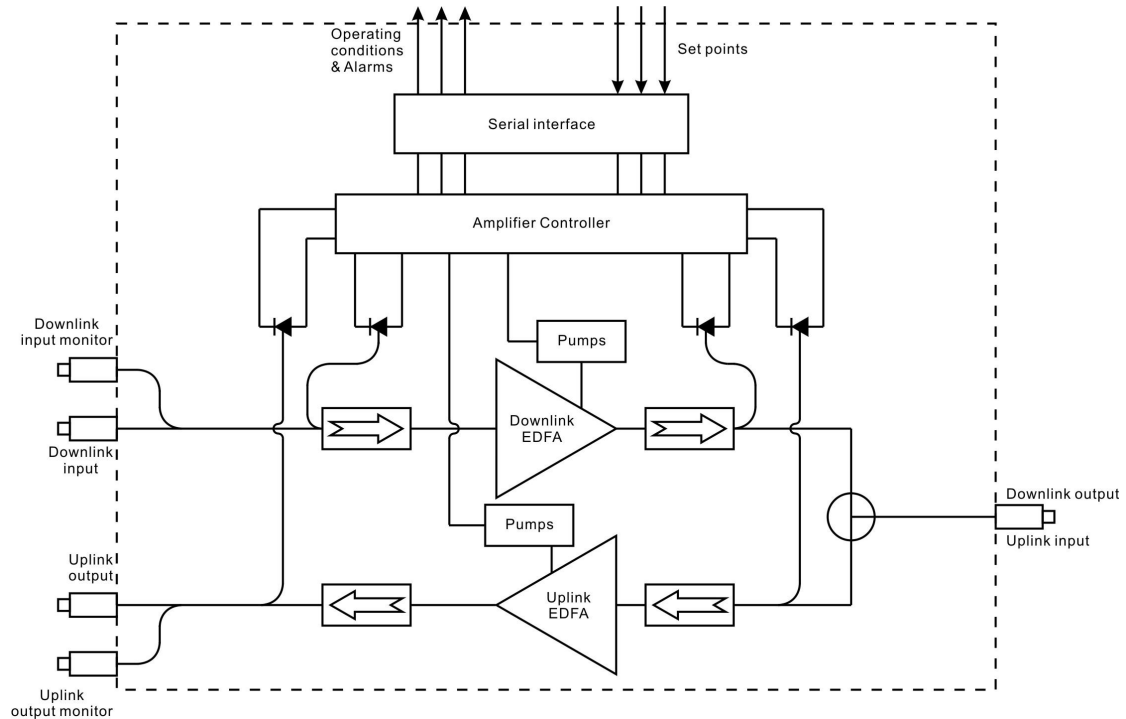 Operating
conditions
& Alarms
Set points
Serial interface
Amplifier Controller
Downlink
input monitor
Pumps
Downlink
EDFA
Downlink
input
Downlink output
Uplink input
Pumps
Uplink
output
Uplink
EDFA
Uplink
output monitor